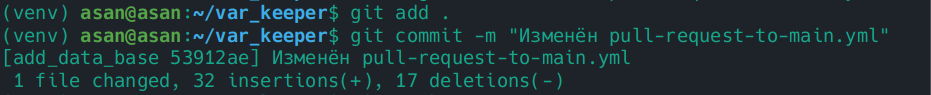 (venv) asan@asan:~/var_keeper$ git add .
(venv) asan@asan:~/var_keeper$ git commit -m "Изменён pull-request-to-main.yml"
[add_data_base 53912ae] Изменён pull-request-to-main.yml
 1 file changed, 32 insertions(+), 17 deletions(-)